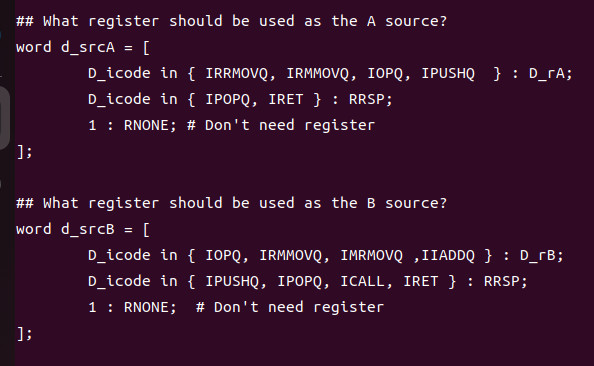 ## What register should be used as the A source?
word d_srcA = [
        D_icode in { IRRMOVQ, IRMMOVQ, IOPQ, IPUSHQ  } : D_rA;
        D_icode in { IPOPQ, IRET } : RRSP;
        1 : RNONE; # Don't need register
];

## What register should be used as the B source?
word d_srcB = [
        D_icode in { IOPQ, IRMMOVQ, IMRMOVQ ,IIADDQ } : D_rB;
        D_icode in { IPUSHQ, IPOPQ, ICALL, IRET } : RRSP;
        1 : RNONE;  # Don't need register
];